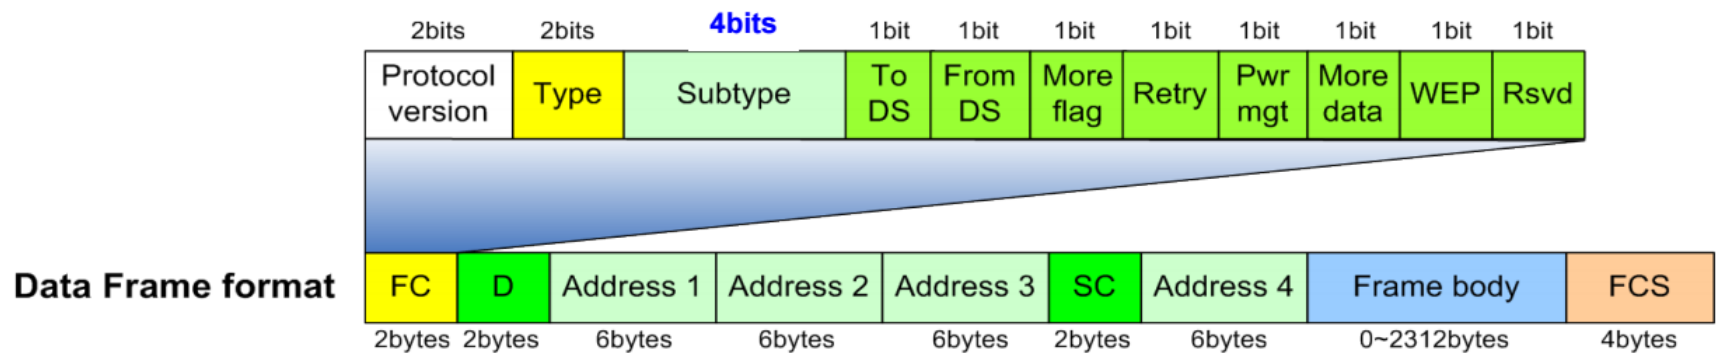 2bits 2bits 4bits 1bit 1bit 1bit 1bit 1bit 1bit 1bit 1bit
Protocol version Type Subtype To DS From DS More flag Retry Pwr mgt More data WEP Rsvd
Data Frame format FC D Address 1 Address 2 Address 3 SC Address 4 Frame body FCS
2bytes 2bytes 6bytes 6bytes 6bytes 2bytes 6bytes 0~2312bytes 4bytes